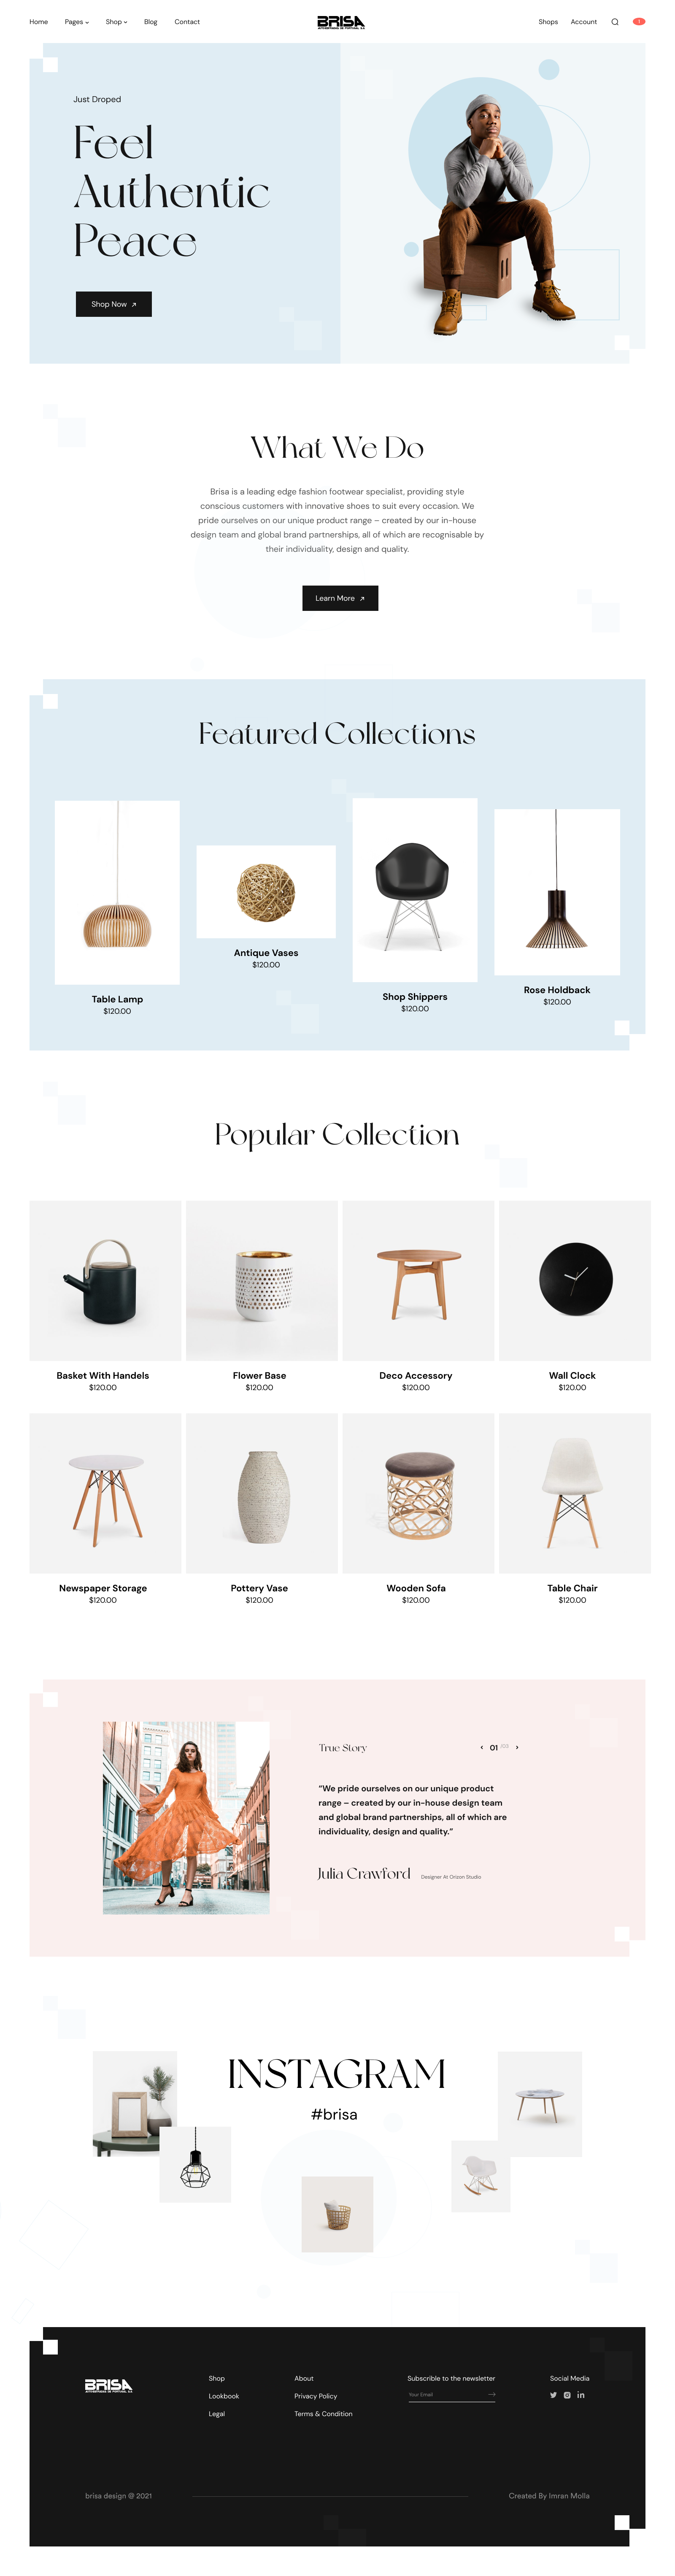 Home Pages Shop Blog Contact
BRISA
Shops Account
Just Droped
Feel
Authentic
Peace
Shop Now
What We Do
Brisa is a leading edge fashion footwear specialist, providing style
conscious customers with innovative shoes to suit every occasion. We
pride ourselves on our unique product range – created by our in-house
design team and global brand partnerships, all of which are recognisable by
their individuality, design and quality.
Learn More
Featured Collections
Table Lamp
$120.00
Antique Vases
$120.00
Shop Shippers
$120.00
Rose Holdback
$120.00
Popular Collection
Basket With Handels
$120.00
Flower Base
$120.00
Deco Accessory
$120.00
Wall Clock
$120.00
Newspaper Storage
$120.00
Pottery Vase
$120.00
Wooden Sofa
$120.00
Table Chair
$120.00
True Story
01
“We pride ourselves on our unique product
range – created by our in-house design team
and global brand partnerships, all of which are
individuality, design and quality.”
Julia Crawford
Designer At Orizon Studio
INSTAGRAM
#brisa
BRISA
Shop
Lookbook
Legal
About
Privacy Policy
Terms & Condition
Subscrible to the newsletter
Your Email
Social Media
brisa design @ 2021
Created By Imran Molla